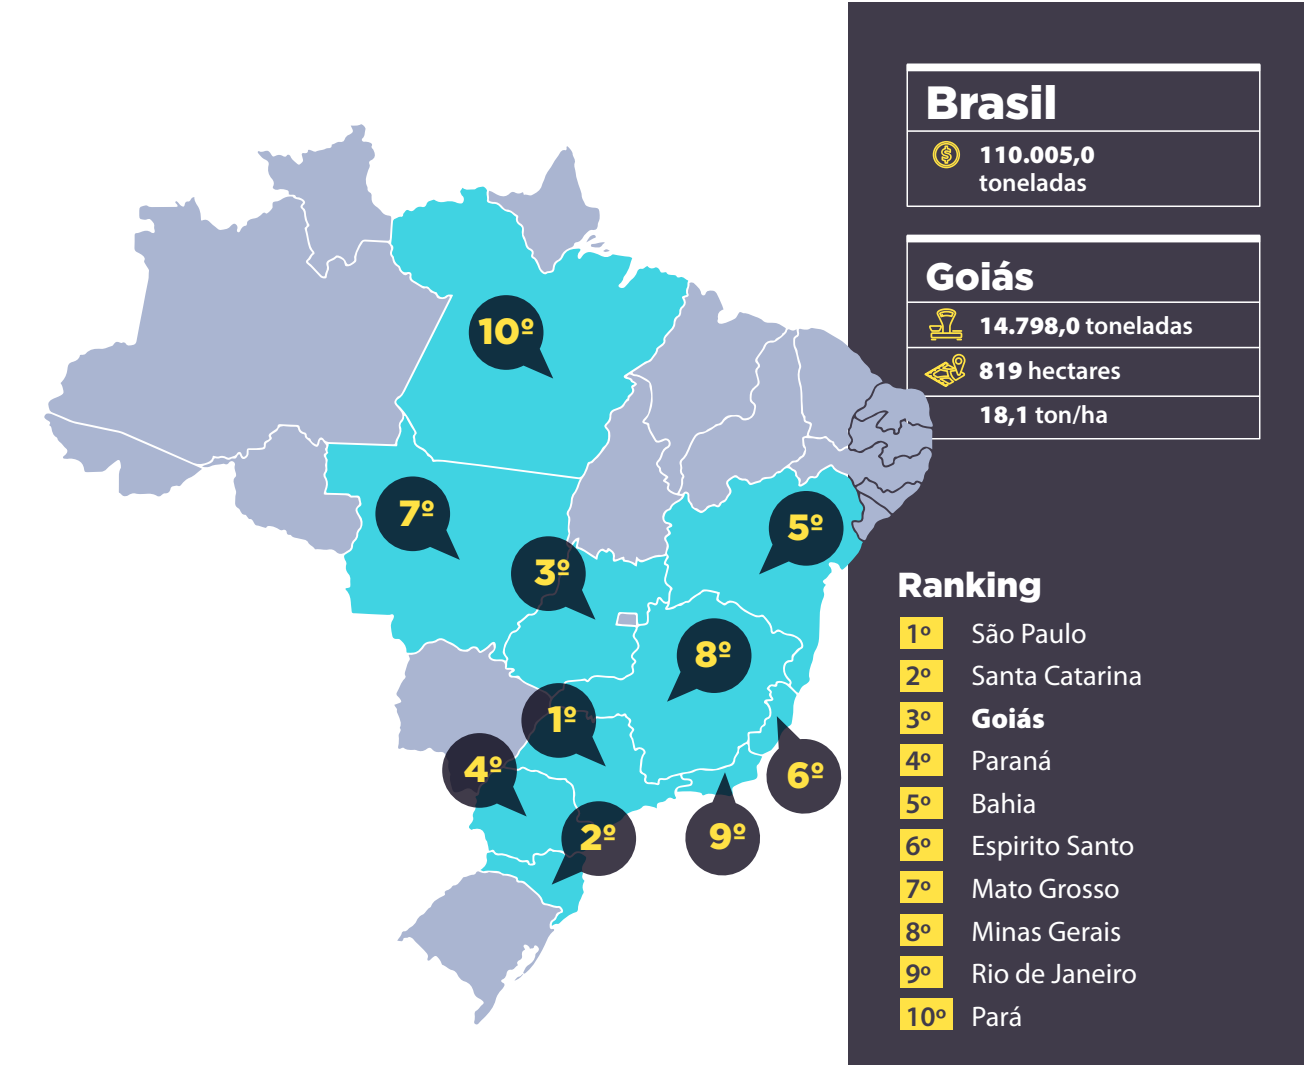 Brasil
110.005,0
toneladas
Goiás
14.798,0 toneladas
819 hectares
18,1 ton/ha
10º
7º
3º
5º
8º
1º
4º
6º
2º
9º
Ranking
1º São Paulo
2º Santa Catarina
3º Goiás
4º Paraná
5º Bahia
6º Espirito Santo
7º Mato Grosso
8º Minas Gerais
9º Rio de Janeiro
10º Pará